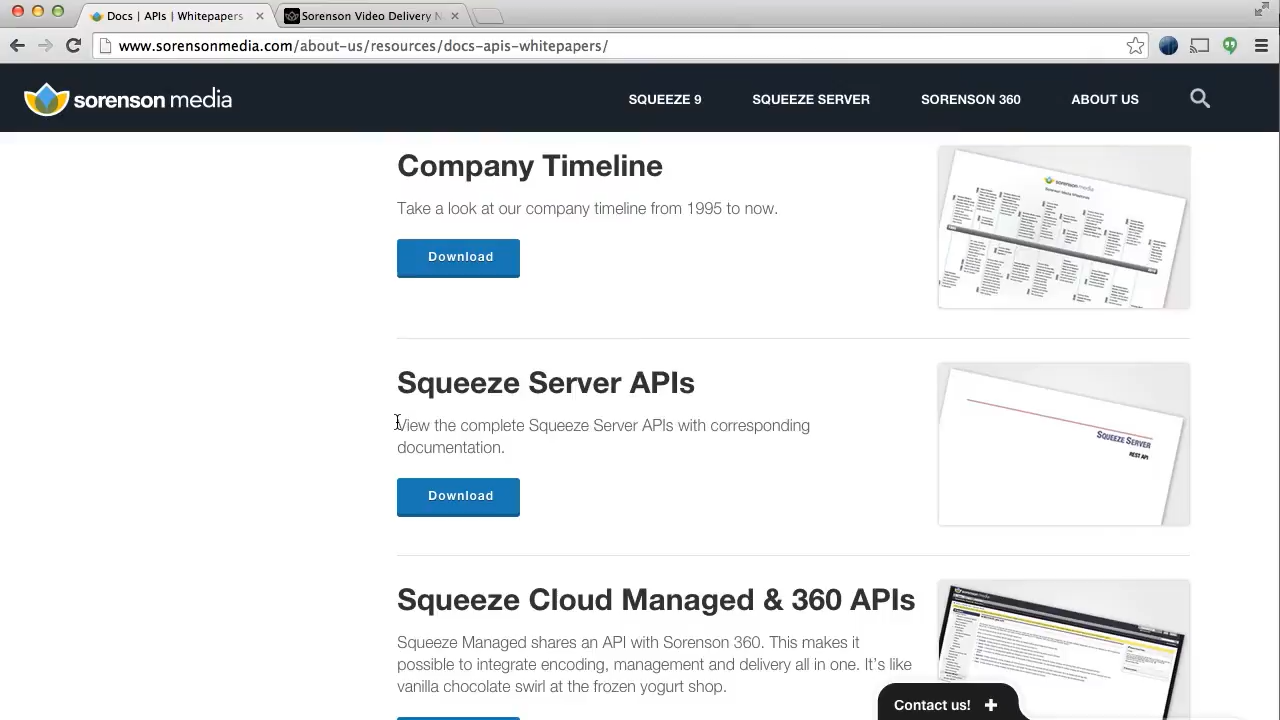 Docs | APIs | Whitepapers
Sorenson Video Delivery N
www.sorensonmedia.com/about-us/resources/docs-apis-whitepapers/
sorenson media
SQUEEZE 9
SQUEEZE SERVER
SORENSON 360
ABOUT US
Company Timeline
Take a look at our company timeline from 1995 to now.
Download
sorenson media
Squeeze Server APIs
View the complete Squeeze Server APIs with corresponding
documentation.
Download
SQUEEZE SERVER
REST API
Squeeze Cloud Managed & 360 APIs
Squeeze Managed shares an API with Sorenson 360. This makes it
possible to integrate encoding, management and delivery all in one. It's like
vanilla chocolate swirl at the frozen yogurt shop.
Contact us! +